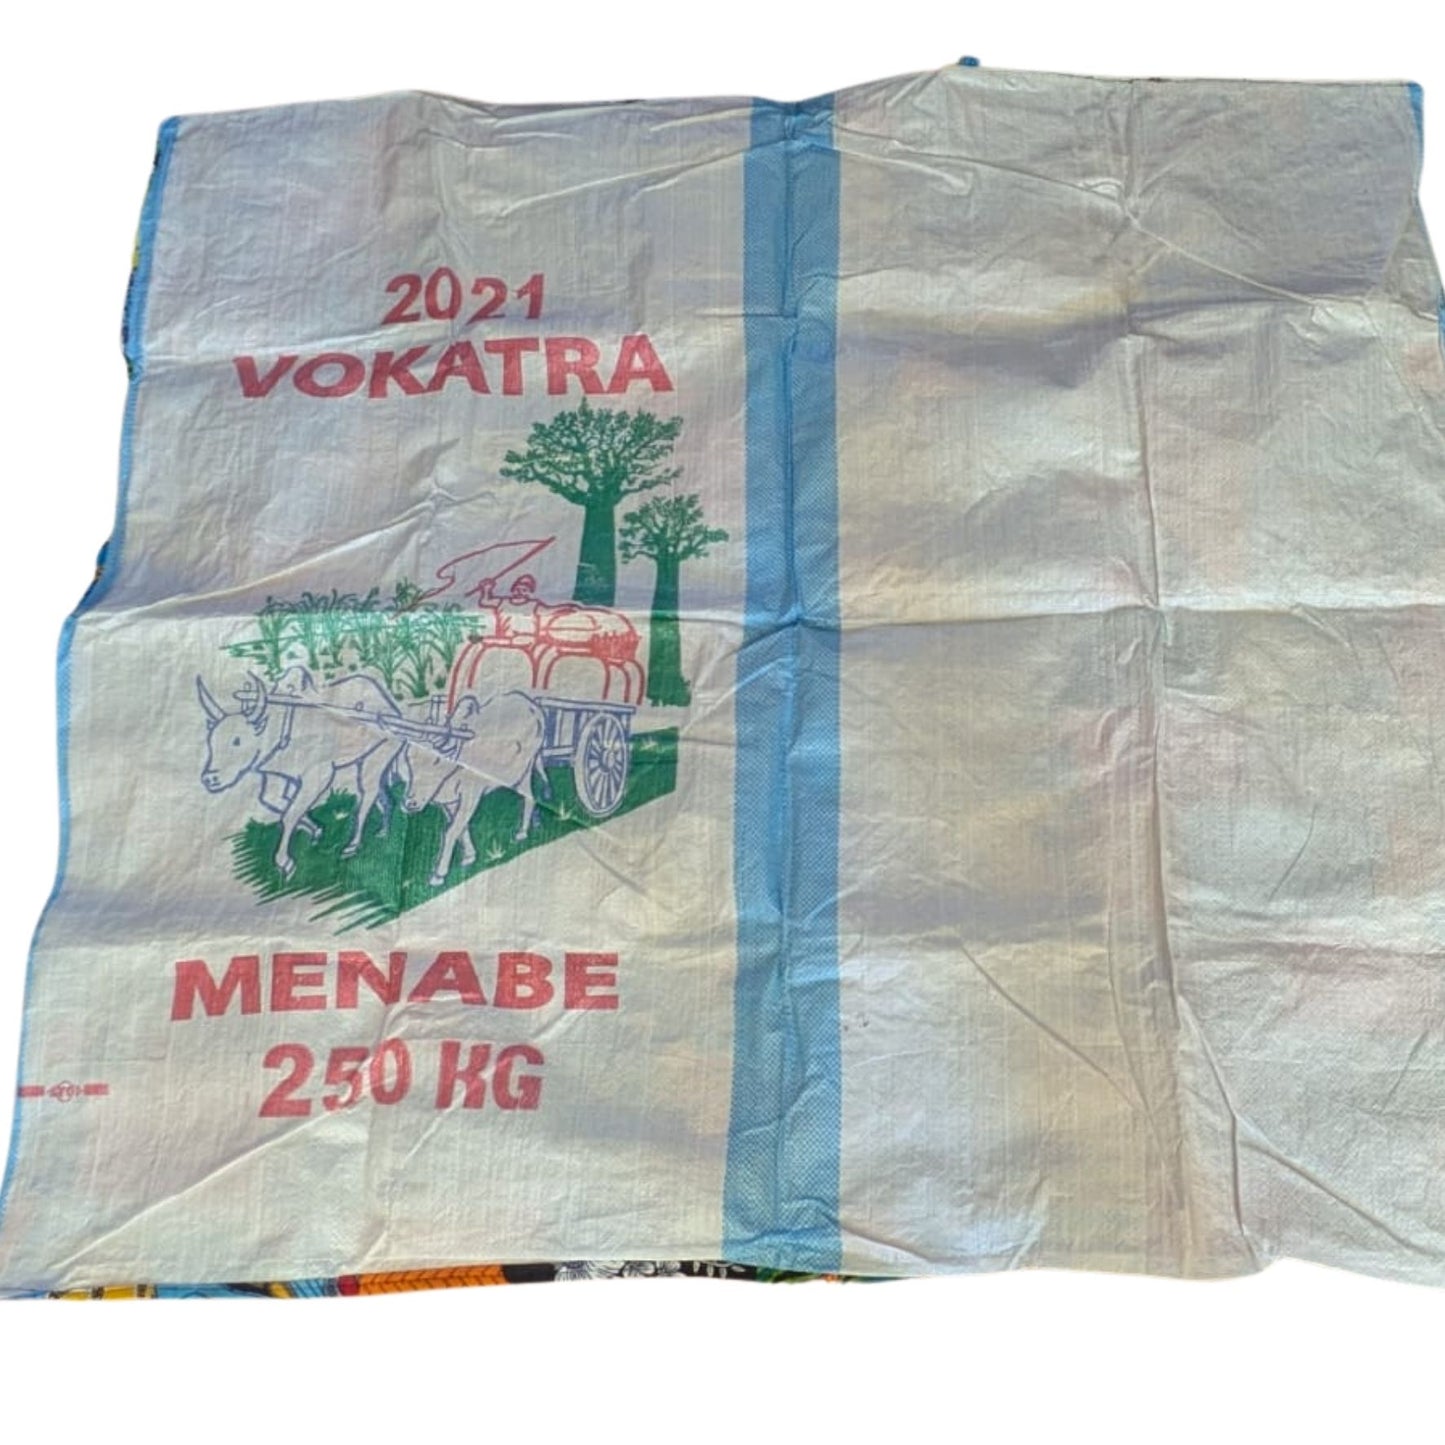 2021
VOKATRA
MENABE
250 KG